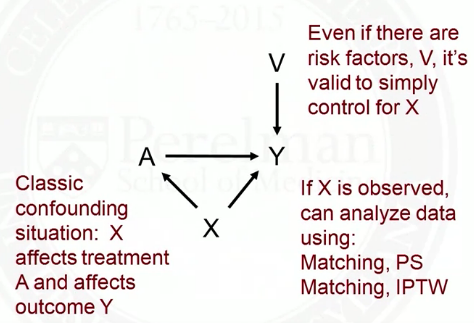 1765-2015
Even if there are
risk factors, V, it's
valid to simply
control for X
V
A
Y
X
Perelman
School of Medicine
Classic
confounding
situation: X
affects treatment
A and affects
outcome Y
If X is observed,
can analyze data
using:
Matching, PS
Matching, IPTW